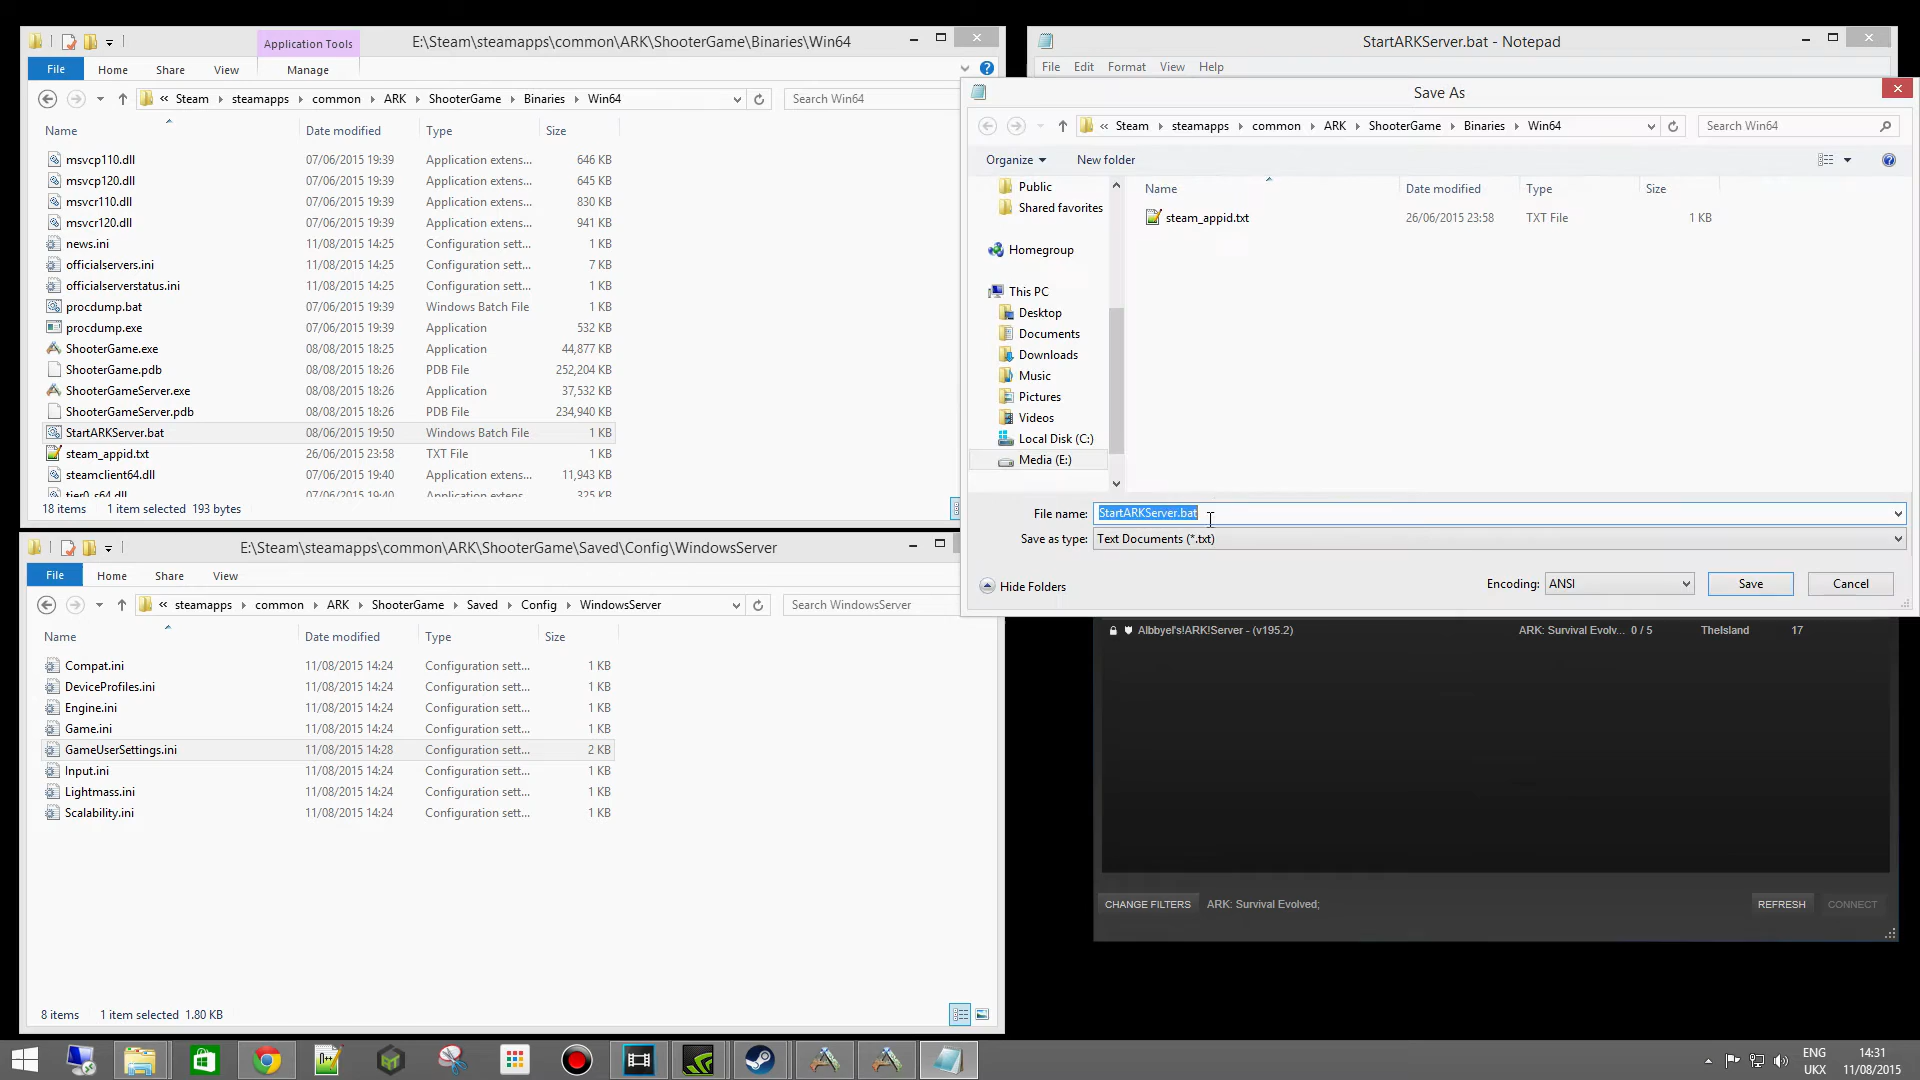 Application Tools
E:\Steam\steamapps\common\ARK\ShooterGame\Binaries\Win64
File Home Share View Manage
« Steam steamapps common ARK ShooterGame Binaries Win64
Search Win64
Name Date modified Type Size
msvcp110.dll 07/06/2015 19:39 Application extens... 646 KB
msvcp120.dll 07/06/2015 19:39 Application extens... 645 KB
msvcr110.dll 07/06/2015 19:39 Application extens... 830 KB
msvcr120.dll 07/06/2015 19:39 Application extens... 941 KB
news.ini 11/08/2015 14:25 Configuration sett... 1 KB
officialservers.ini 11/08/2015 14:25 Configuration sett... 7 KB
officialserverstatus.ini 11/08/2015 14:25 Configuration sett... 1 KB
procdump.bat 07/06/2015 19:39 Windows Batch File 1 KB
procdump.exe 07/06/2015 19:39 Application 532 KB
ShooterGame.exe 08/08/2015 18:25 Application 44,877 KB
ShooterGame.pdb 08/08/2015 18:26 PDB File 252,204 KB
ShooterGameServer.exe 08/08/2015 18:26 Application 37,532 KB
ShooterGameServer.pdb 08/08/2015 18:26 PDB File 234,940 KB
StartARKServer.bat 08/06/2015 19:50 Windows Batch File 1 KB
steam_appid.txt 26/06/2015 23:58 TXT File 1 KB
steamclient64.dll 07/06/2015 19:40 Application extens... 11,943 KB
tier0_s64.dll 07/06/2015 19:40 Application extens... 325 KB
18 items 1 item selected 193 bytes
E:\Steam\steamapps\common\ARK\ShooterGame\Saved\Config\WindowsServer
File Home Share View
« steamapps common ARK ShooterGame Saved Config WindowsServer
Search WindowsServer
Name Date modified Type Size
Compat.ini 11/08/2015 14:24 Configuration sett... 1 KB
DeviceProfiles.ini 11/08/2015 14:24 Configuration sett... 1 KB
Engine.ini 11/08/2015 14:24 Configuration sett... 1 KB
Game.ini 11/08/2015 14:24 Configuration sett... 1 KB
GameUserSettings.ini 11/08/2015 14:28 Configuration sett... 2 KB
Input.ini 11/08/2015 14:24 Configuration sett... 1 KB
Lightmass.ini 11/08/2015 14:24 Configuration sett... 1 KB
Scalability.ini 11/08/2015 14:24 Configuration sett... 1 KB
8 items 1 item selected 1.80 KB
StartARKServer.bat - Notepad
File Edit Format View Help
Save As
« Steam steamapps common ARK ShooterGame Binaries Win64
Search Win64
Organize New folder
Public
Shared favorites
Homegroup
This PC
Desktop
Documents
Downloads
Music
Pictures
Videos
Local Disk (C:)
Media (E:)
Name Date modified Type Size
steam_appid.txt 26/06/2015 23:58 TXT File 1 KB
File name: StartARKServer.bat
Save as type: Text Documents (*.txt)
Hide Folders
Encoding: ANSI
Save
Cancel
Albbyel's!ARK!Server - (v195.2) ARK: Survival Evolv... 0 / 5 TheIsland 17
CHANGE FILTERS ARK: Survival Evolved; REFRESH CONNECT
ENG 14:31
UKX 11/08/2015